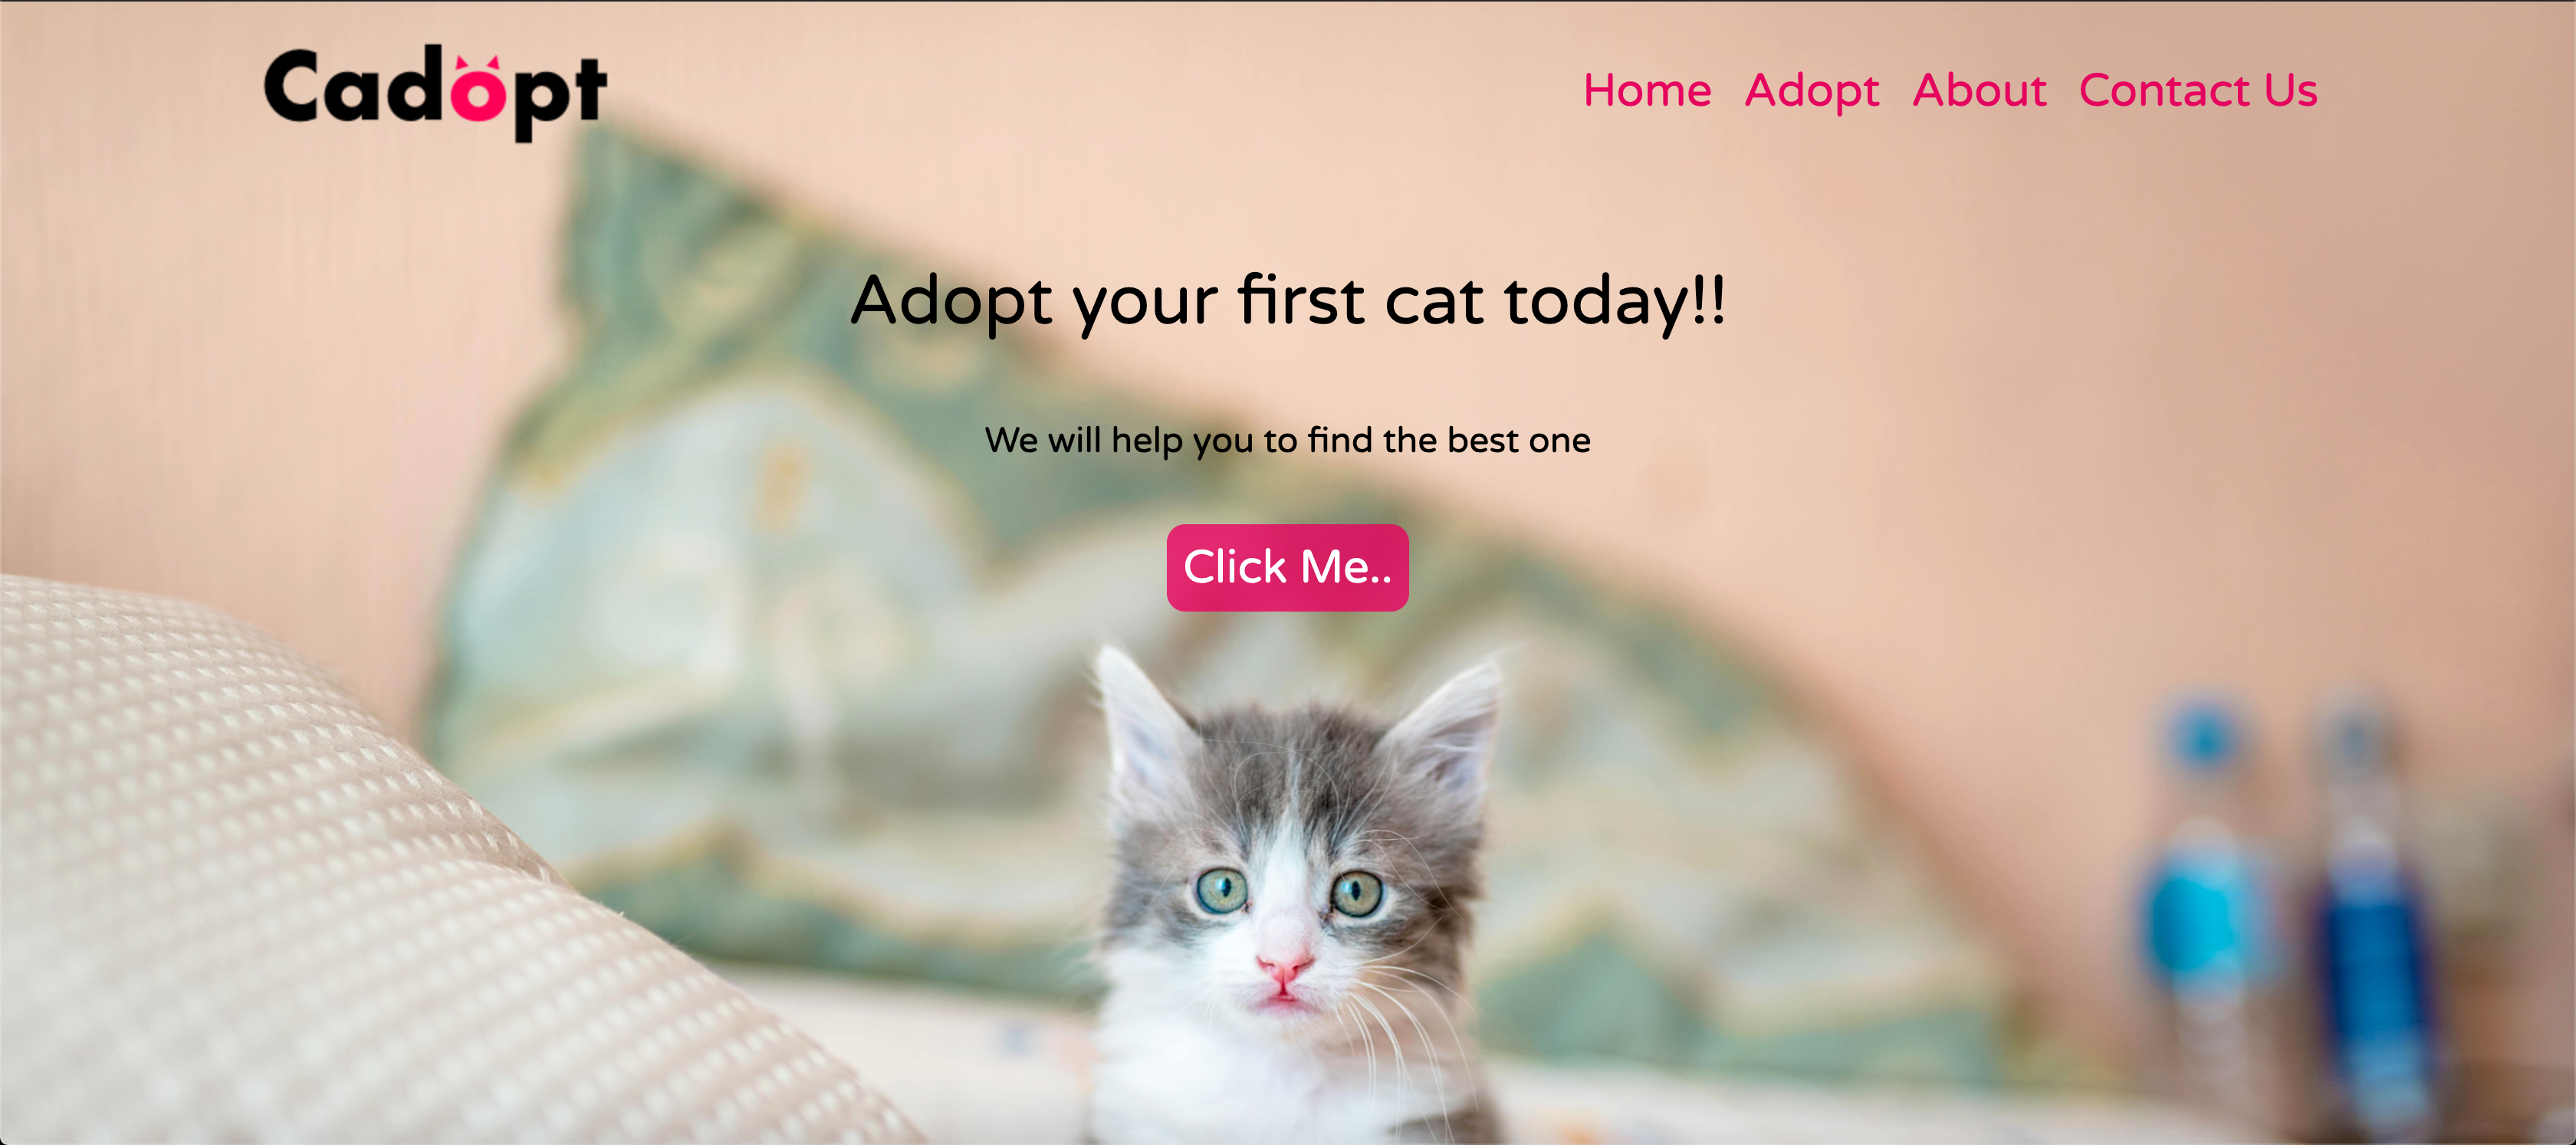 Cadopt
Home Adopt About Contact Us
Adopt your first cat today!!
We will help you to find the best one
Click Me..